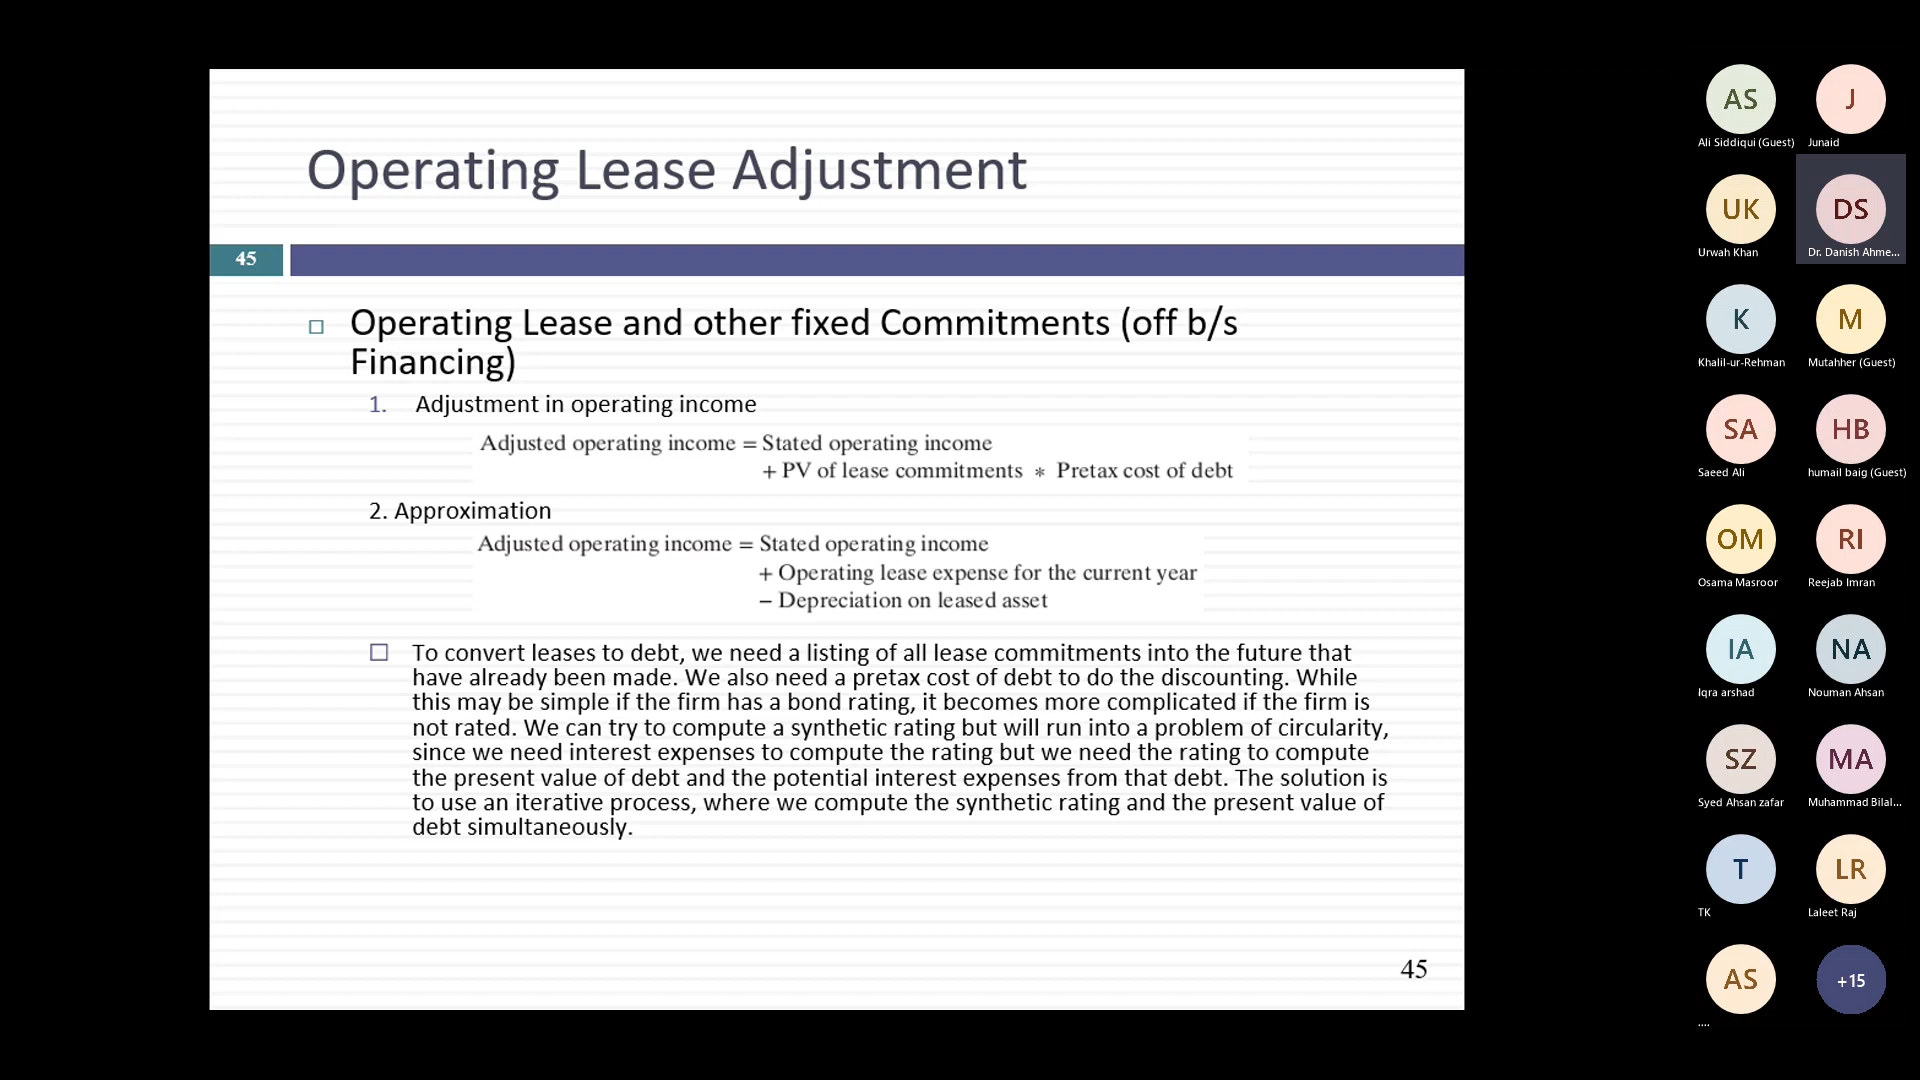 Operating Lease Adjustment
45
□ Operating Lease and other fixed Commitments (off b/s
Financing)
1. Adjustment in operating income
Adjusted operating income = Stated operating income
+ PV of lease commitments * Pretax cost of debt
2. Approximation
Adjusted operating income = Stated operating income
+ Operating lease expense for the current year
− Depreciation on leased asset
□ To convert leases to debt, we need a listing of all lease commitments into the future that
have already been made. We also need a pretax cost of debt to do the discounting. While
this may be simple if the firm has a bond rating, it becomes more complicated if the firm is
not rated. We can try to compute a synthetic rating but will run into a problem of circularity,
since we need interest expenses to compute the rating but we need the rating to compute
the present value of debt and the potential interest expenses from that debt. The solution is
to use an iterative process, where we compute the synthetic rating and the present value of
debt simultaneously.
45
AS J
Ali Siddiqui (Guest) Junaid
UK DS
Urwah Khan Dr. Danish Ahme...
K M
Khalil-ur-Rehman Mutahher (Guest)
SA HB
Saeed Ali humail baig (Guest)
OM RI
Osama Masroor Reejab Imran
IA NA
Iqra arshad Nouman Ahsan
SZ MA
Syed Ahsan zafar Muhammad Bilal...
T LR
TK Laleet Raj
AS +15
....